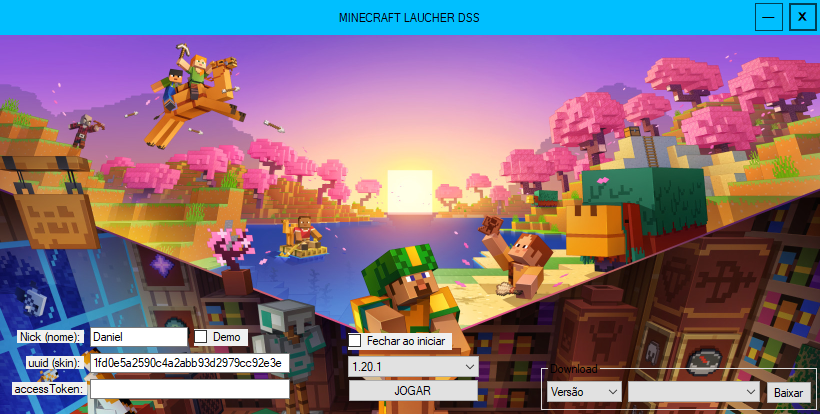 MINECRAFT LAUCHER DSS
Nick (nome): Daniel Demo
Fechar ao iniciar
uuid (skin): 1fd0e5a2590c4a2abb93d2979cc92e3e
1.20.1
Download
accessToken:
JOGAR
Versão
Baixar